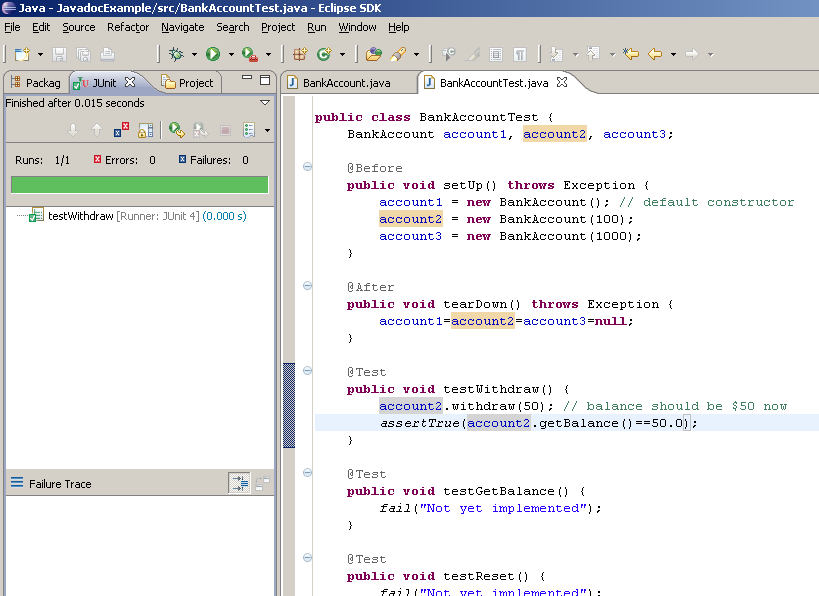 Java - JavadocExample/src/BankAccountTest.java - Eclipse SDK
File Edit Source Refactor Navigate Search Project Run Window Help
Packag JUnit Project
Finished after 0.015 seconds
Runs: 1/1 Errors: 0 Failures: 0
testWithdraw [Runner: JUnit 4] (0.000 s)
Failure Trace
BankAccount.java BankAccountTest.java
public class BankAccountTest {
BankAccount account1, account2, account3;
@Before
public void setUp() throws Exception {
account1 = new BankAccount(); // default constructor
account2 = new BankAccount(100);
account3 = new BankAccount(1000);
}
@After
public void tearDown() throws Exception {
account1=account2=account3=null;
}
@Test
public void testWithdraw() {
account2.withdraw(50); // balance should be $50 now
assertTrue(account2.getBalance()==50.0);
}
@Test
public void testGetBalance() {
fail("Not yet implemented");
}
@Test
public void testReset() {
fail("Not yet implemented");